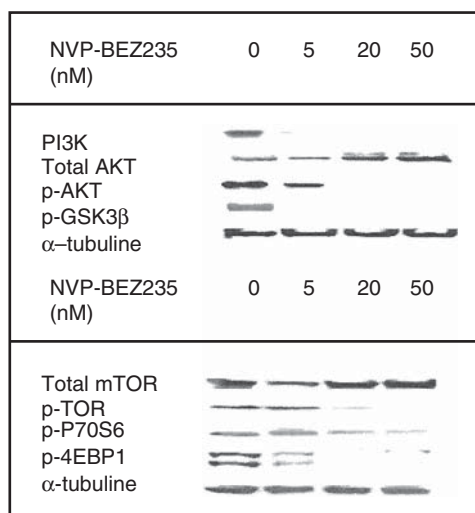 NVP-BEZ235 0 5 20 50
(nM)
PI3K
Total AKT
p-AKT
p-GSK3β
α–tubuline
NVP-BEZ235 0 5 20 50
(nM)
Total mTOR
p-TOR
p-P70S6
p-4EBP1
α-tubuline